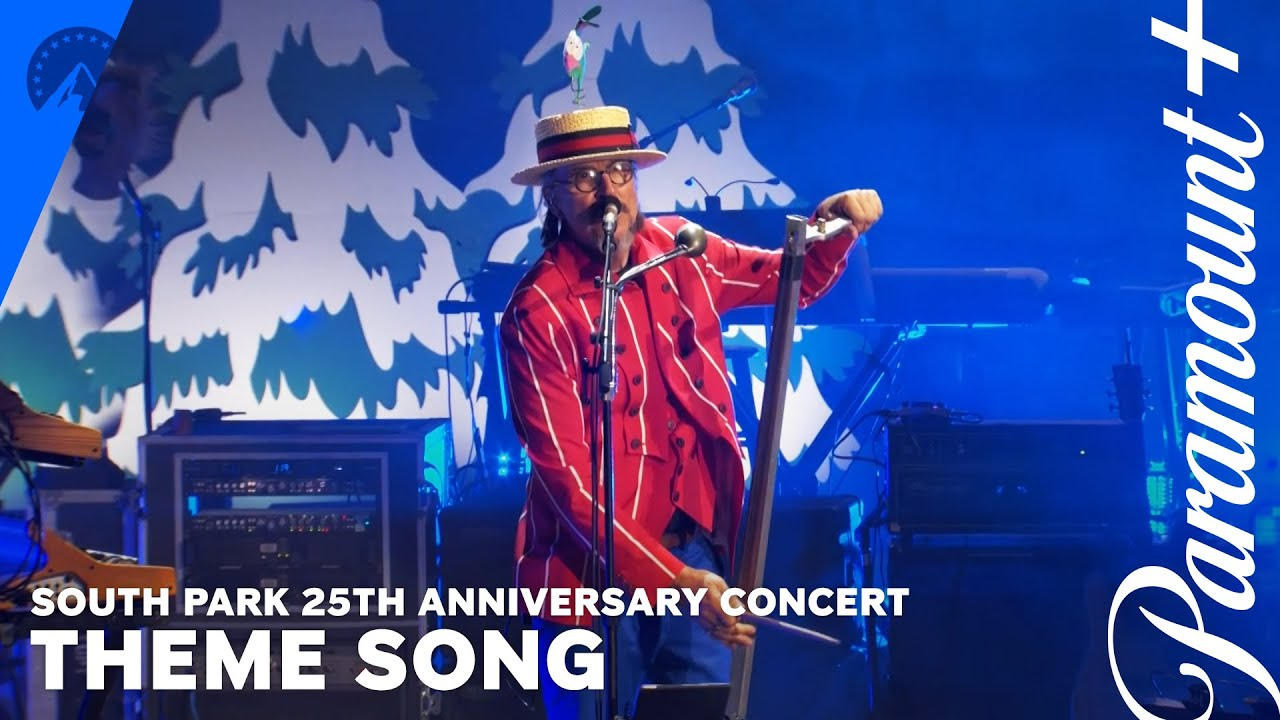 SOUTH PARK 25TH ANNIVERSARY CONCERT
THEME SONG
Paramount+